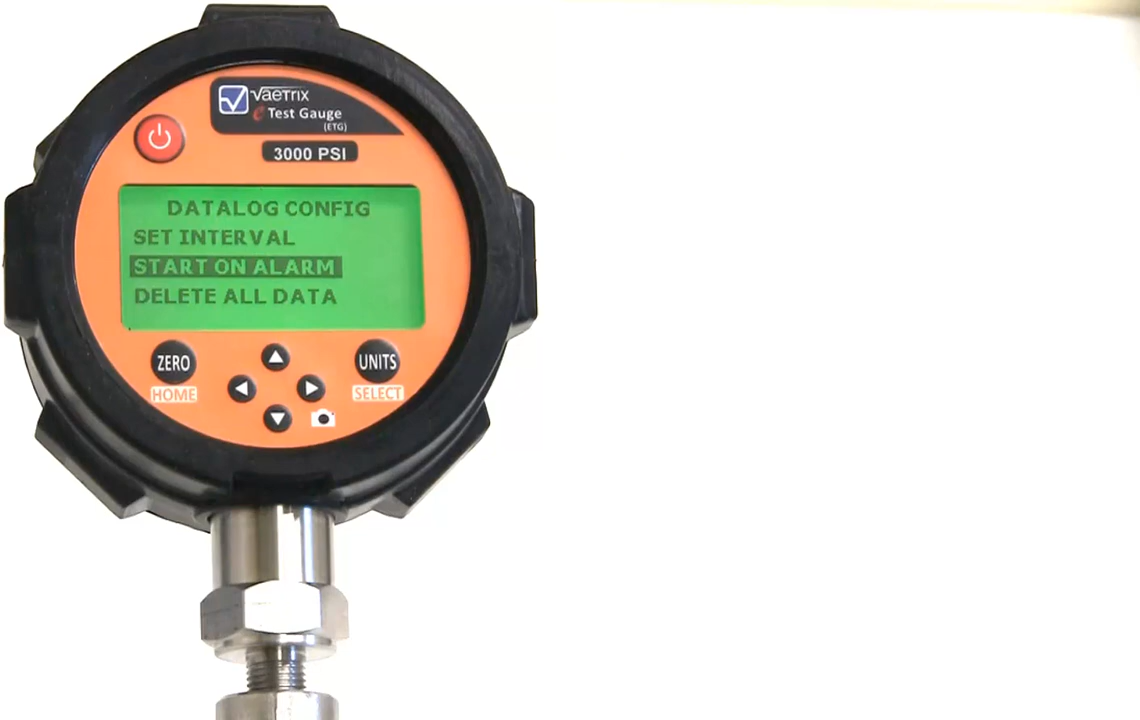 VAETRIX
e Test Gauge
(ETG)
3000 PSI
DATALOG CONFIG
SET INTERVAL
START ON ALARM
DELETE ALL DATA
ZERO
UNITS
HOME
SELECT